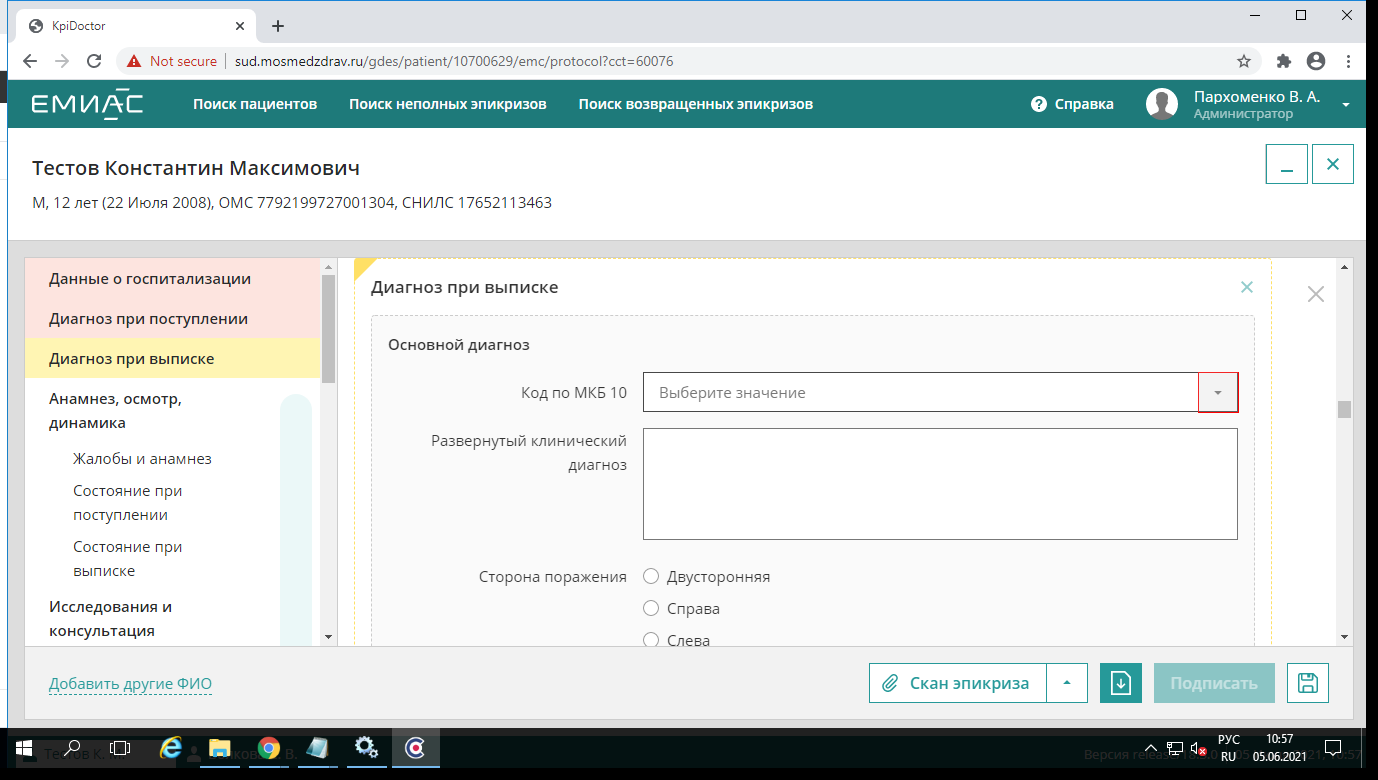 KpiDoctor
Not secure
sud.mosmedzdrav.ru/gdes/patient/10700629/emc/protocol?cct=60076
ЕМИАС
Поиск пациентов
Поиск неполных эпикризов
Поиск возвращенных эпикризов
Справка
Пархоменко В. А.
Администратор
Тестов Константин Максимович
М, 12 лет (22 Июля 2008), ОМС 7792199727001304, СНИЛС 17652113463
Данные о госпитализации
Диагноз при поступлении
Диагноз при выписке
Анамнез, осмотр,
динамика
Жалобы и анамнез
Состояние при
поступлении
Состояние при
выписке
Исследования и
консультация
Диагноз при выписке
Основной диагноз
Код по МКБ 10
Выберите значение
Развернутый клинический
диагноз
Сторона поражения
Двусторонняя
Справа
Слева
Добавить другие ФИО
Скан эпикриза
Подписать
Тестов К. М.
Версия release
РУС
RU
10:57
05.06.2021